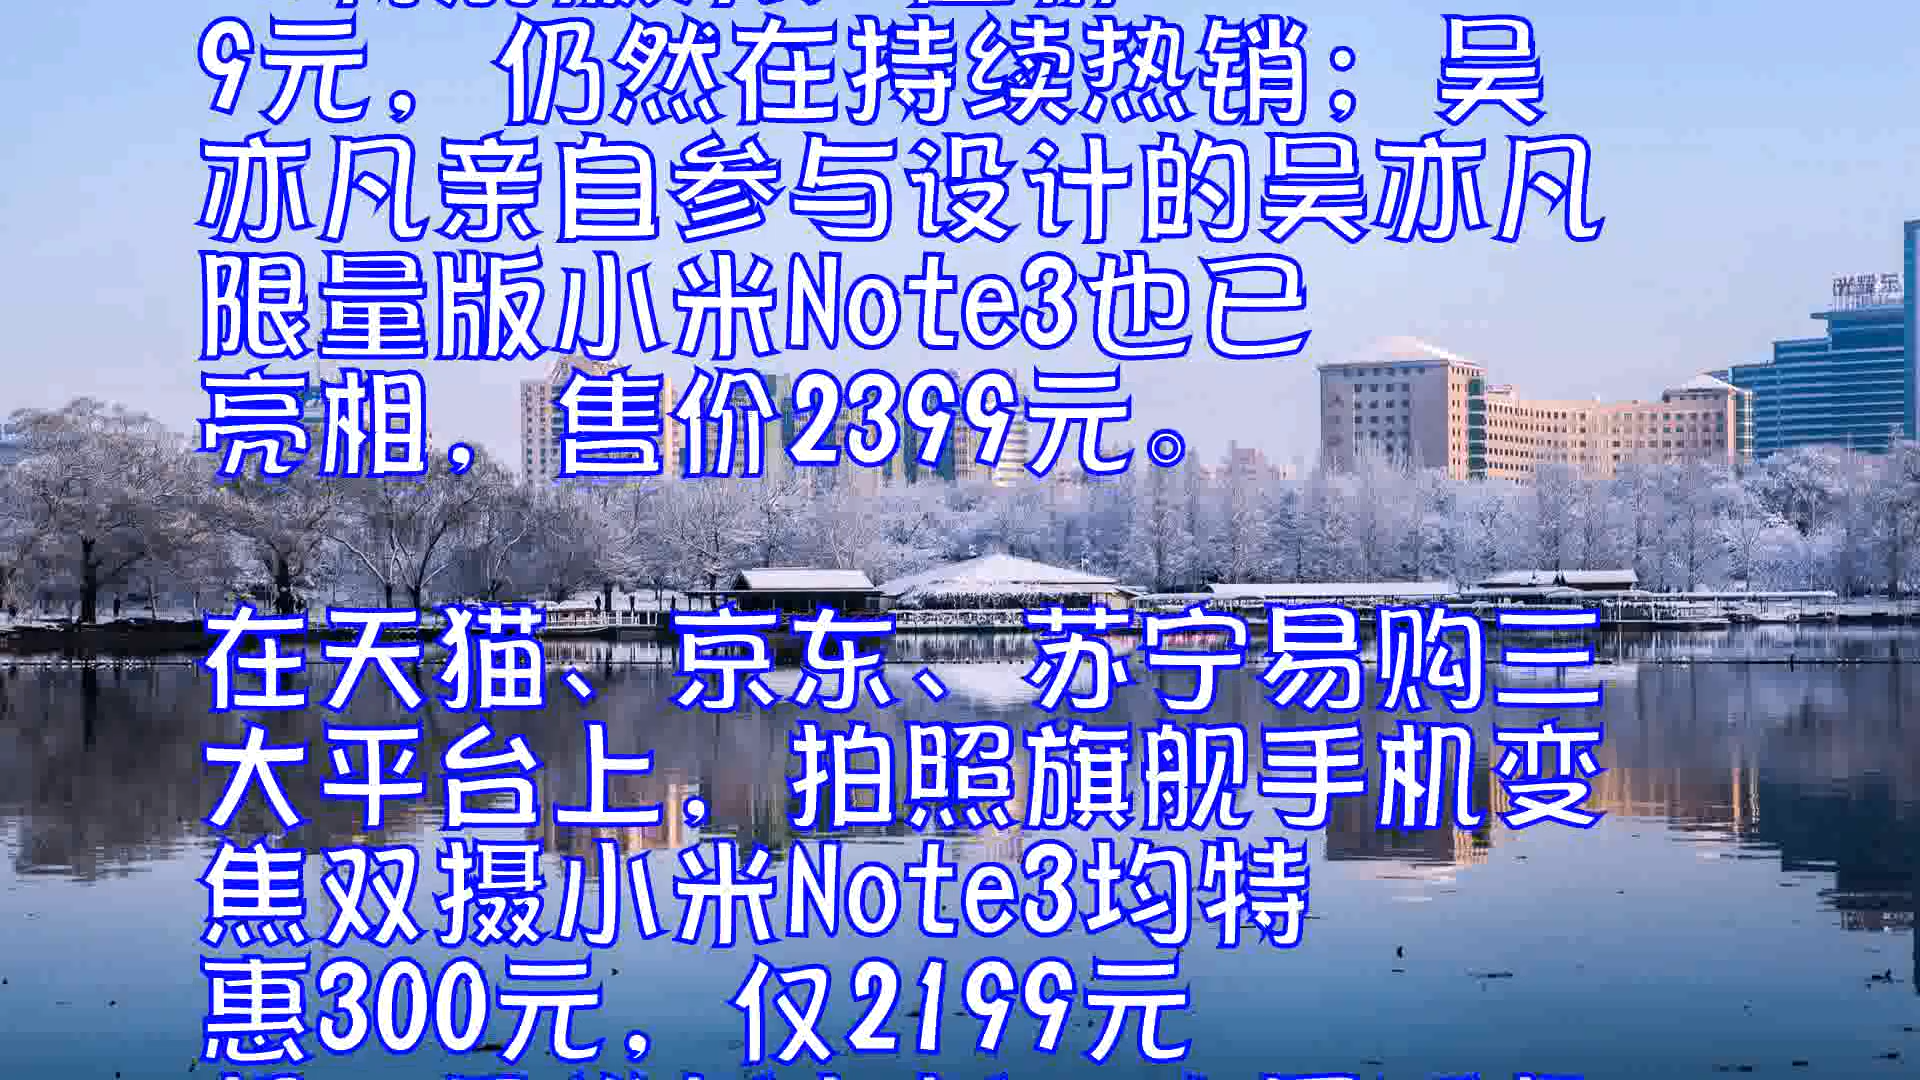 9元，仍然在持续热销；吴
亦凡亲自参与设计的吴亦凡
限量版小米Note3也已
亮相，售价2399元。
在天猫、京东、苏宁易购三
大平台上，拍照旗舰手机变
焦双摄小米Note3均特
惠300元，仅2199元